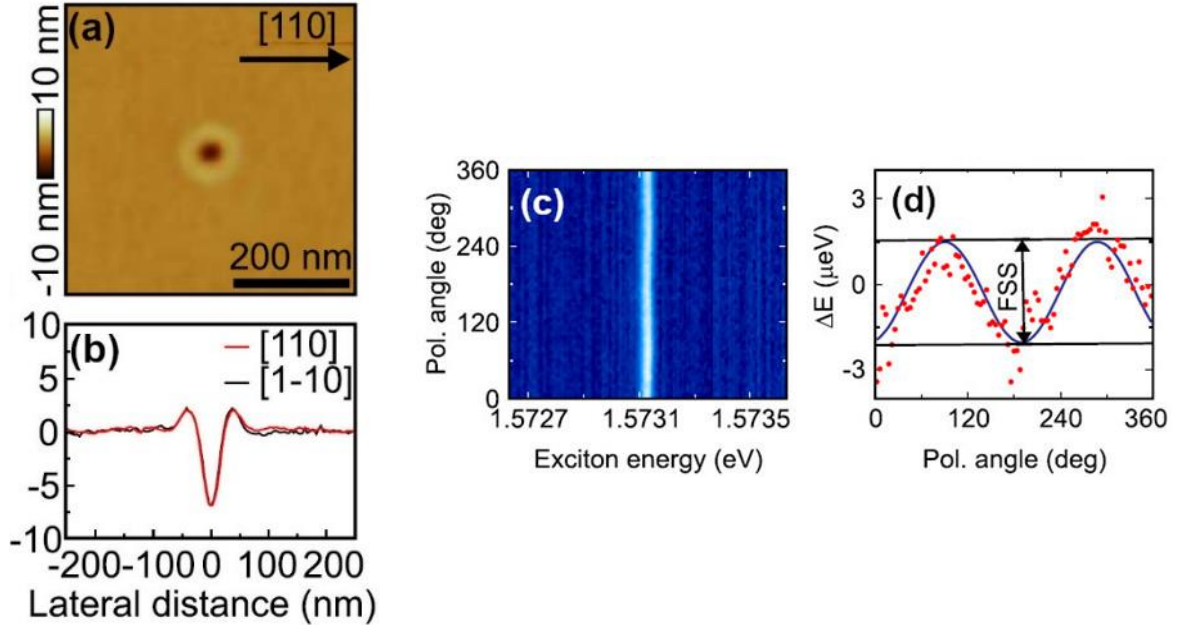 (a)
[110]
10 nm
-10 nm
200 nm
(b)
[110]
[1-10]
10
5
0
-5
-10
-200
-100
0
100
200
Lateral distance (nm)
(c)
360
240
120
0
Pol. angle (deg)
1.5727
1.5731
1.5735
Exciton energy (eV)
(d)
3
0
-3
ΔE (µeV)
FSS
0
120
240
360
Pol. angle (deg)